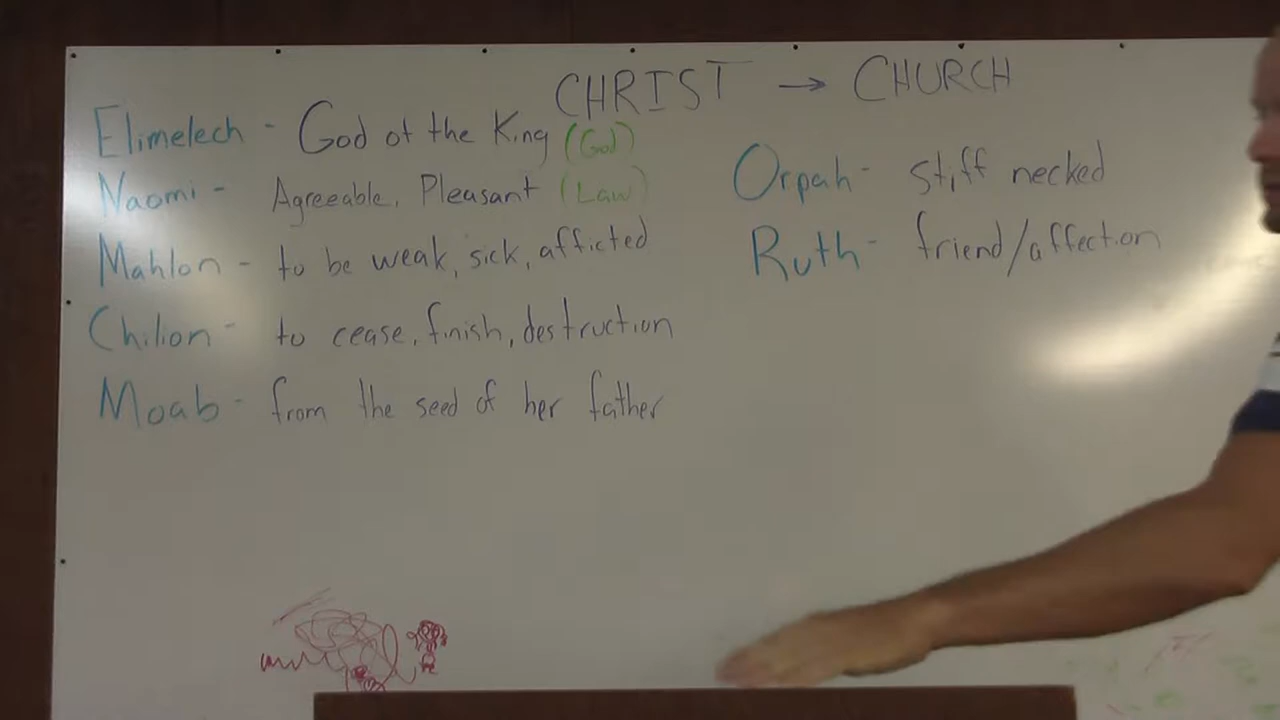 CHRIST → CHURCH
Elimelech - God of the King (God)
Naomi - Agreeable, Pleasant (Law)
Mahlon - to be weak, sick, afficted
Chilion - to cease, finish, destruction
Moab - from the seed of her father
Orpah - stiff necked
Ruth - friend/affection